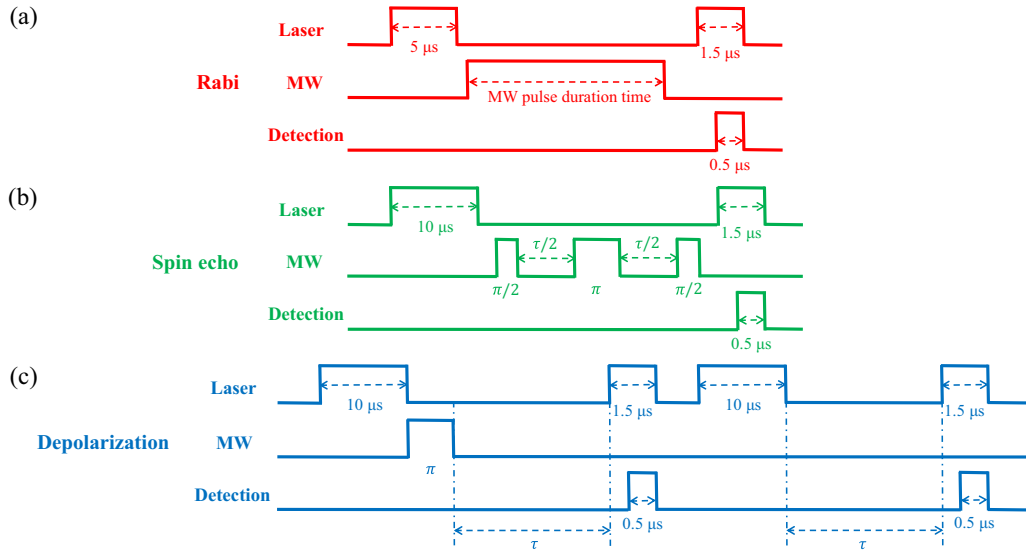 (a)
Laser
5 μs
1.5 μs
Rabi
MW
MW pulse duration time
Detection
0.5 μs
(b)
Laser
10 μs
1.5 μs
Spin echo
MW
τ/2
τ/2
π/2
π
π/2
Detection
0.5 μs
(c)
Laser
10 μs
1.5 μs
10 μs
1.5 μs
Depolarization
MW
π
Detection
0.5 μs
0.5 μs
τ
τ